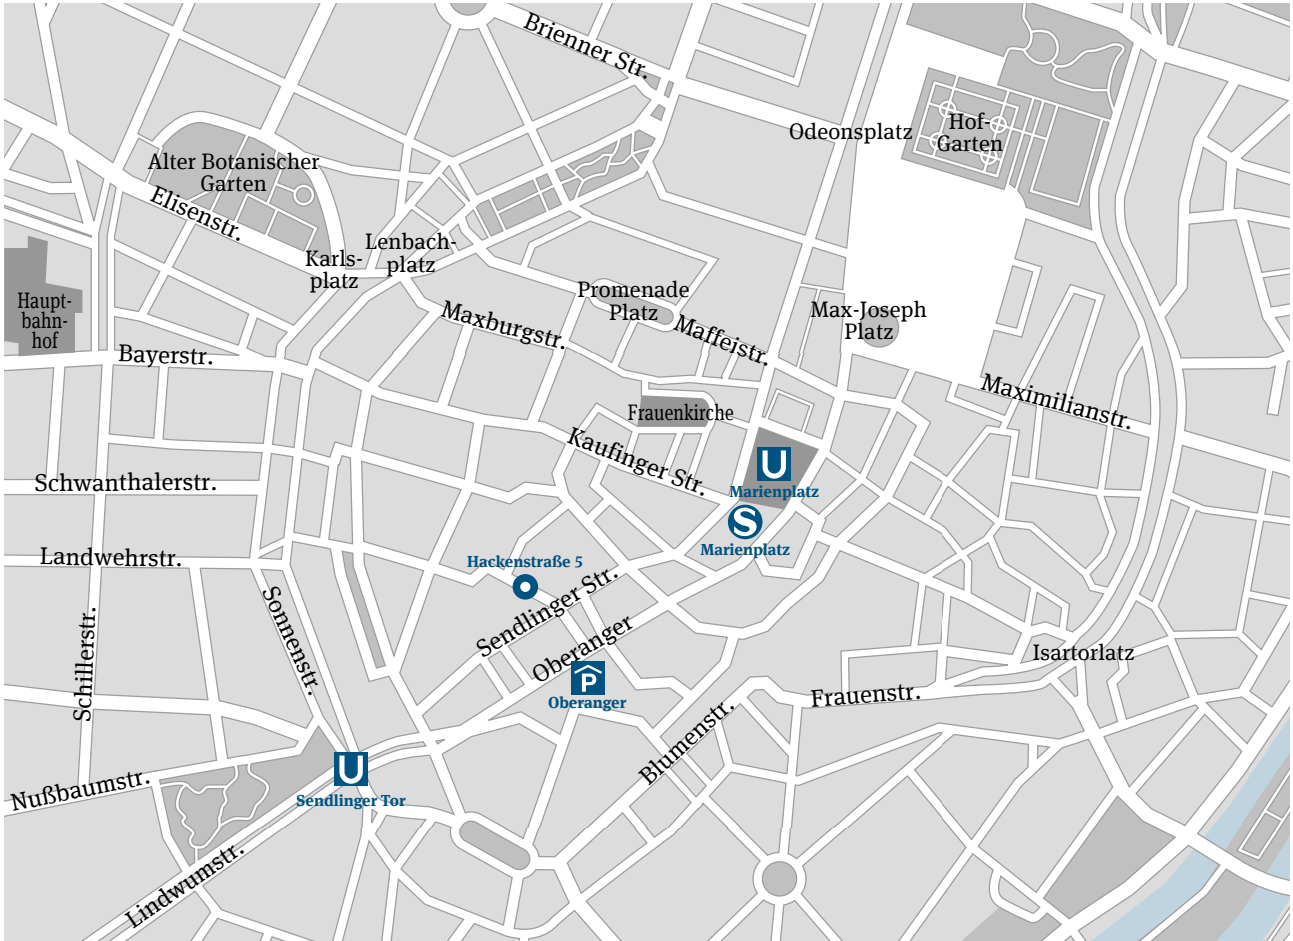 Brienner Str.
Odeonsplatz
Hof-
Garten
Alter Botanischer
Garten
Elisenstr.
Karls-
platz
Lenbach-
platz
Haupt-
bahn-
hof
Promenade
Platz
Max-Joseph
Platz
Maxburgstr.
Maffeistr.
Bayerstr.
Maximilianstr.
Frauenkirche
Kaufinger Str.
U
Marienplatz
S
Marienplatz
Schwanthalerstr.
Landwehrstr.
Hackenstraße 5
Sendlinger Str.
Sonnenstr.
Schillerstr.
Oberanger
P
Oberanger
Isartorlatz
Frauenstr.
Blumenstr.
Nußbaumstr.
U
Sendlinger Tor
Lindwumstr.